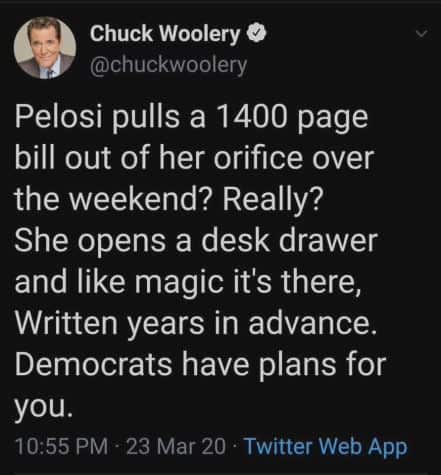 Chuck Woolery
@chuckwoolery
Pelosi pulls a 1400 page
bill out of her orifice over
the weekend? Really?
She opens a desk drawer
and like magic it's there,
Written years in advance.
Democrats have plans for
you.
10:55 PM · 23 Mar 20 · Twitter Web App